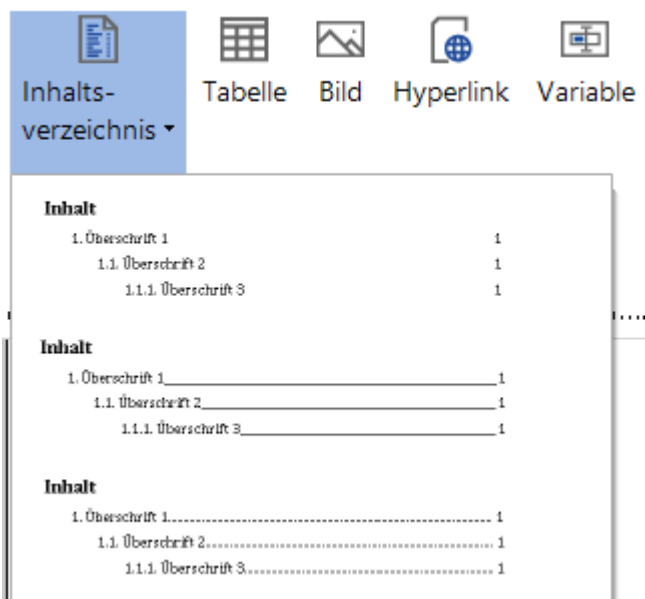 Inhalts-
verzeichnis
Tabelle
Bild
Hyperlink
Variable
Inhalt
1. Überschrift 1 1
1.1. Überschrift 2 1
1.1.1. Überschrift 3 1
Inhalt
1. Überschrift 1 1
1.1. Überschrift 2 1
1.1.1. Überschrift 3 1
Inhalt
1. Überschrift 1 1
1.1. Überschrift 2 1
1.1.1. Überschrift 3 1